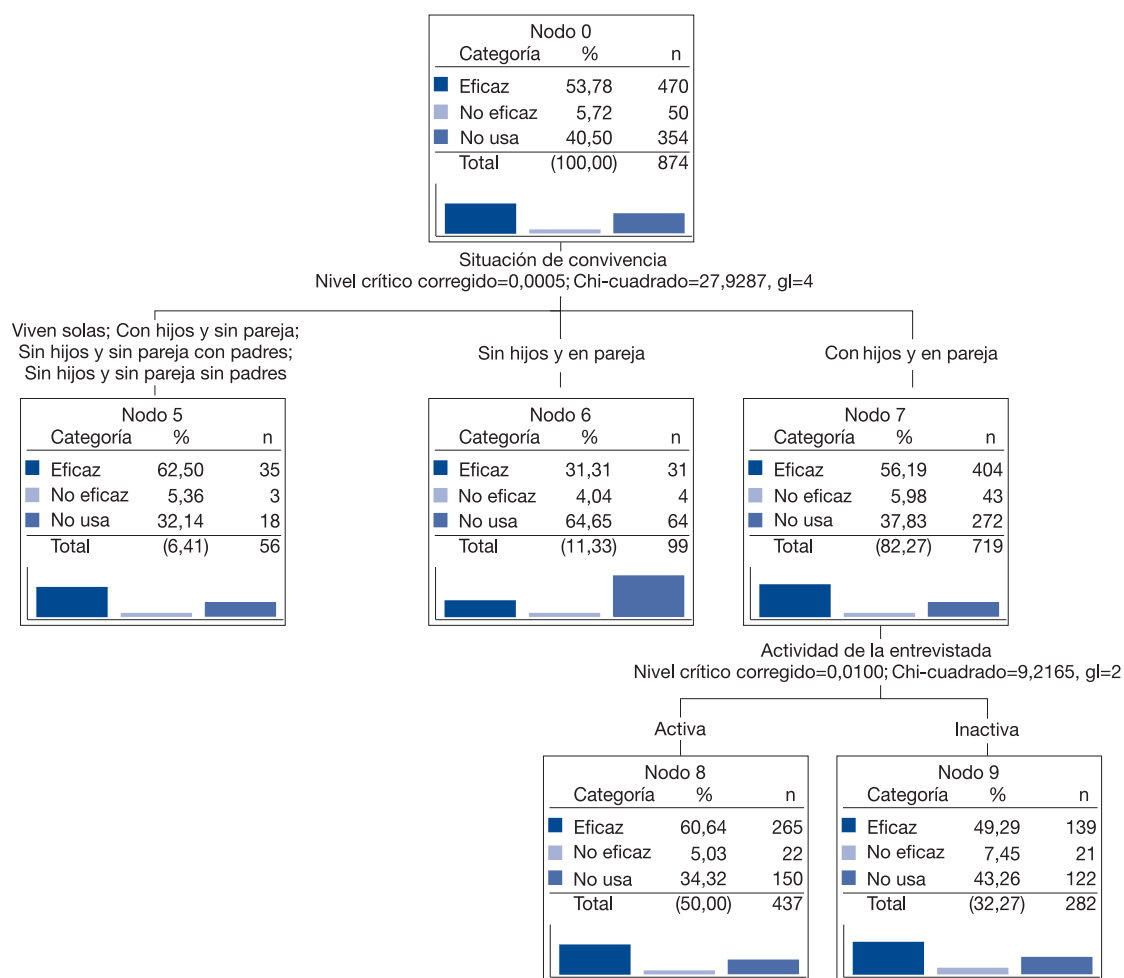 Nodo 0
Categoría % n
Eficaz 53,78 470
No eficaz 5,72 50
No usa 40,50 354
Total (100,00) 874
Situación de convivencia
Nivel crítico corregido=0,0005; Chi-cuadrado=27,9287, gl=4
Viven solas; Con hijos y sin pareja;
Sin hijos y sin pareja con padres;
Sin hijos y sin pareja sin padres
Sin hijos y en pareja
Con hijos y en pareja
Nodo 5
Categoría % n
Eficaz 62,50 35
No eficaz 5,36 3
No usa 32,14 18
Total (6,41) 56
Nodo 6
Categoría % n
Eficaz 31,31 31
No eficaz 4,04 4
No usa 64,65 64
Total (11,33) 99
Nodo 7
Categoría % n
Eficaz 56,19 404
No eficaz 5,98 43
No usa 37,83 272
Total (82,27) 719
Actividad de la entrevistada
Nivel crítico corregido=0,0100; Chi-cuadrado=9,2165, gl=2
Activa
Inactiva
Nodo 8
Categoría % n
Eficaz 60,64 265
No eficaz 5,03 22
No usa 34,32 150
Total (50,00) 437
Nodo 9
Categoría % n
Eficaz 49,29 139
No eficaz 7,45 21
No usa 43,26 122
Total (32,27) 282